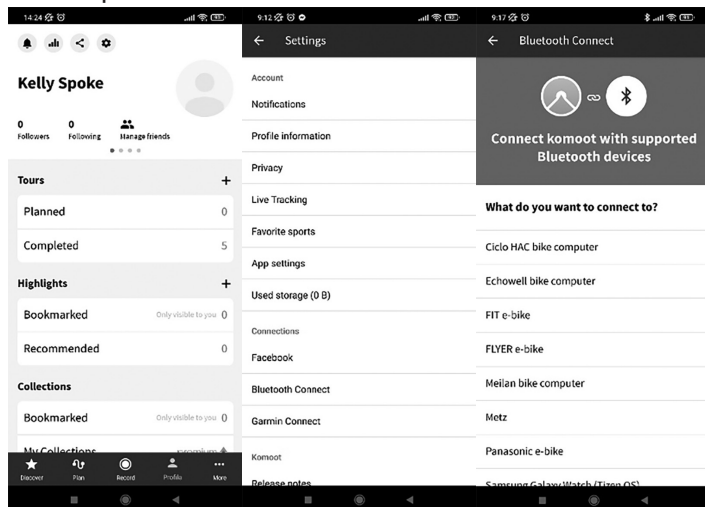 14:24
Kelly Spoke
0
Followers
0
Following
Manage friends
Tours +
Planned 0
Completed 5
Highlights +
Bookmarked Only visible to you 0
Recommended 0
Collections
Bookmarked Only visible to you 0
My Collections premium
Discover Plan Record Profile More
9:12
Settings
Account
Notifications
Profile information
Privacy
Live Tracking
Favorite sports
App settings
Used storage (0 B)
Connections
Facebook
Bluetooth Connect
Garmin Connect
Komoot
Release notes
9:17
Bluetooth Connect
Connect komoot with supported
Bluetooth devices
What do you want to connect to?
Ciclo HAC bike computer
Echowell bike computer
FIT e-bike
FLYER e-bike
Meilan bike computer
Metz
Panasonic e-bike
Samsung Galaxy Watch (Tizen OS)